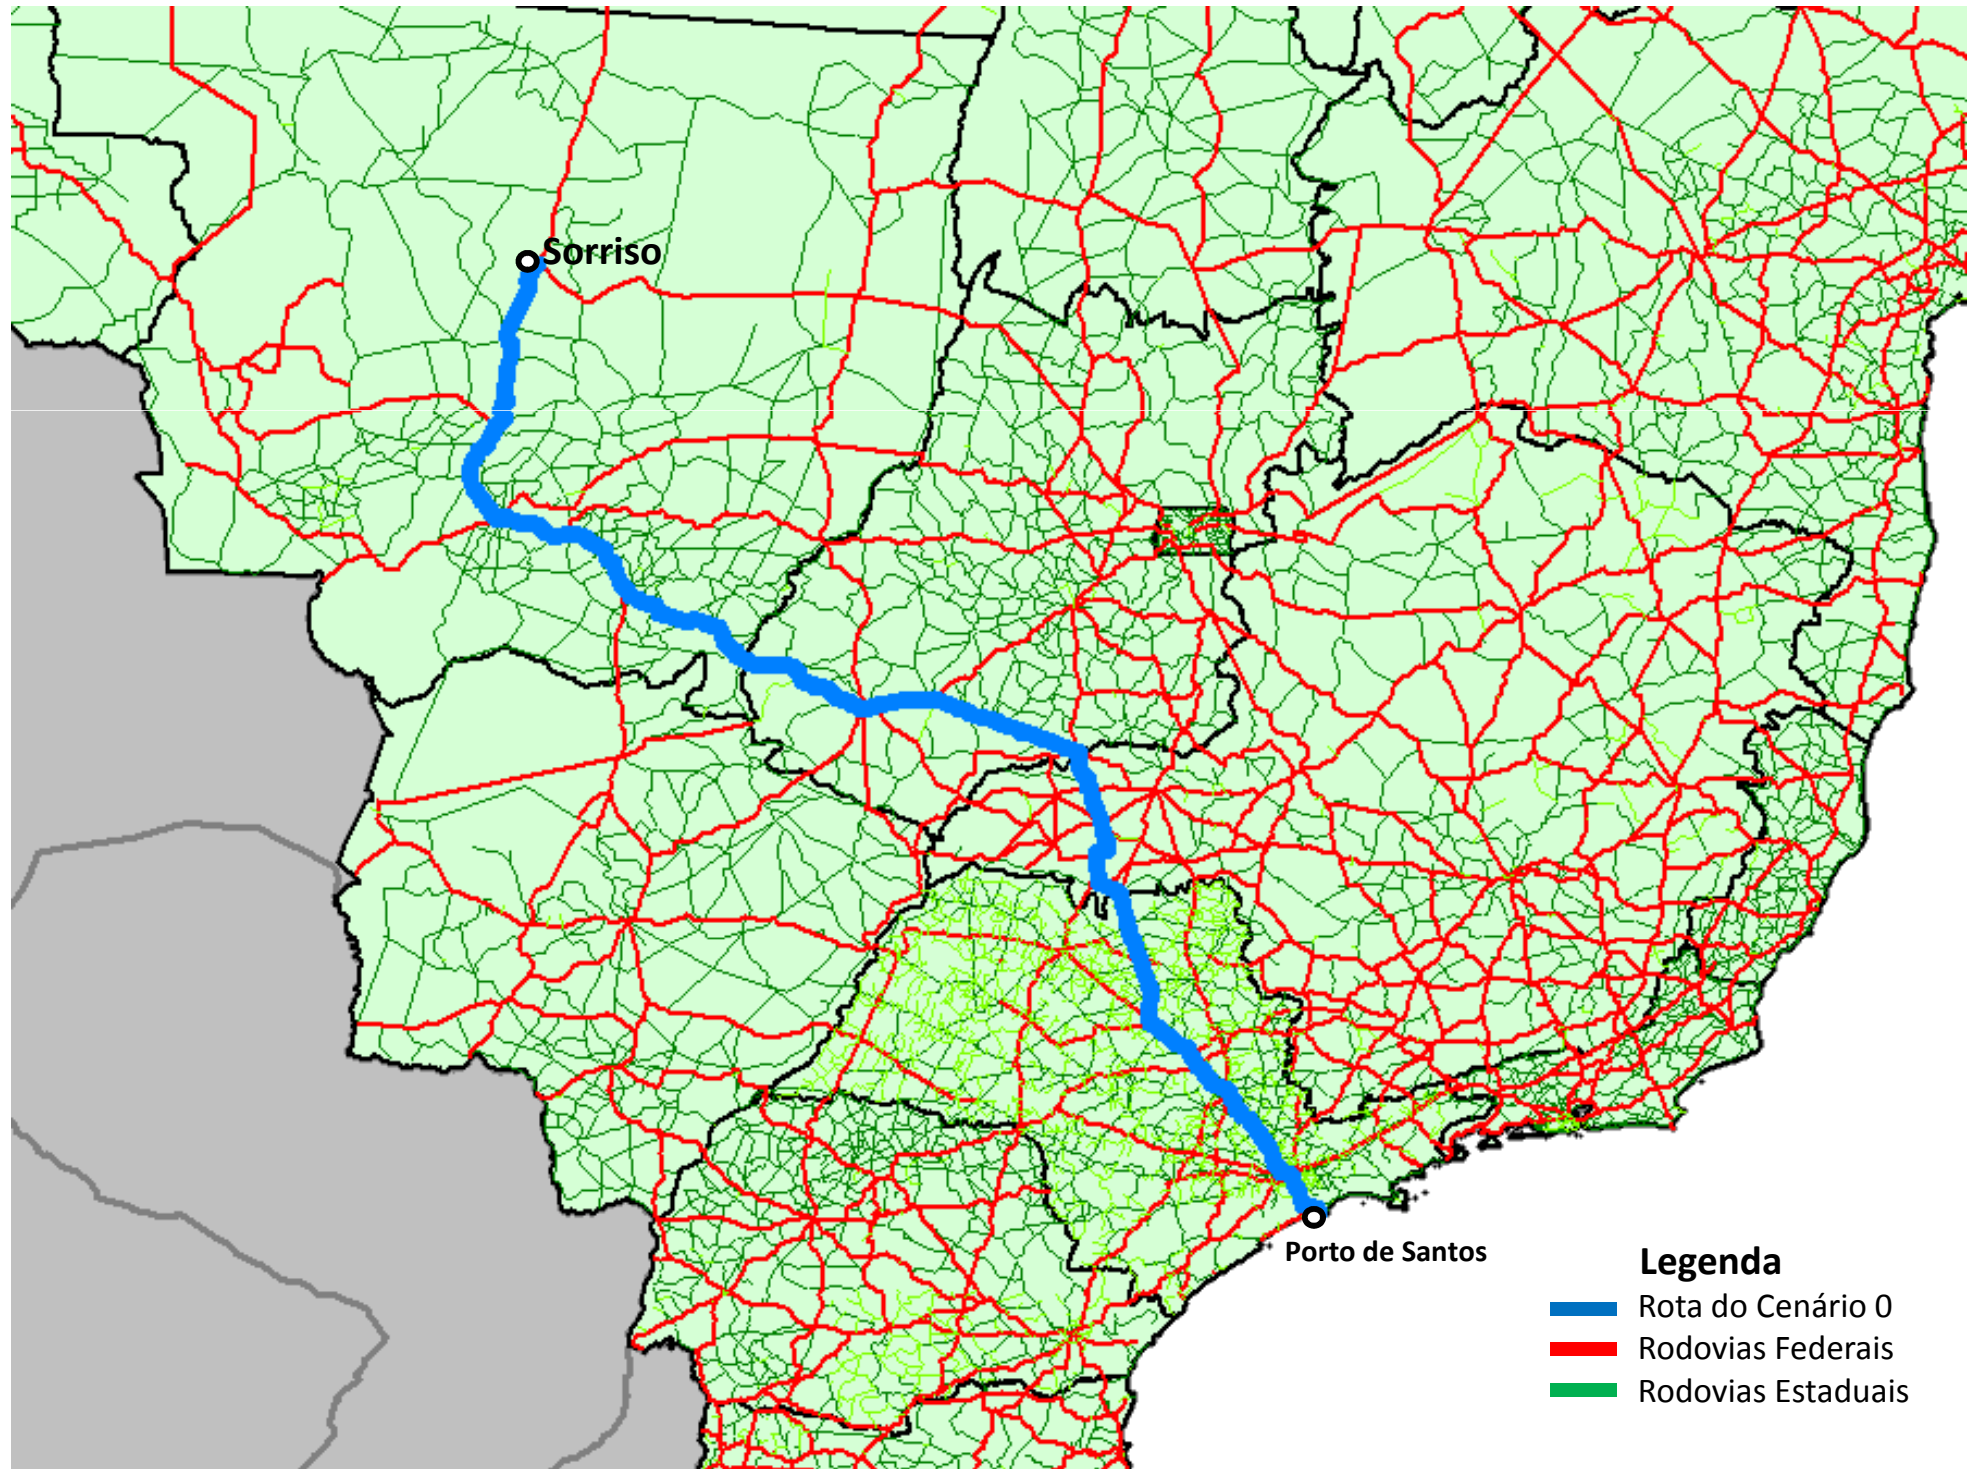 Sorriso
Porto de Santos
Legenda
Rota do Cenário 0
Rodovias Federais
Rodovias Estaduais